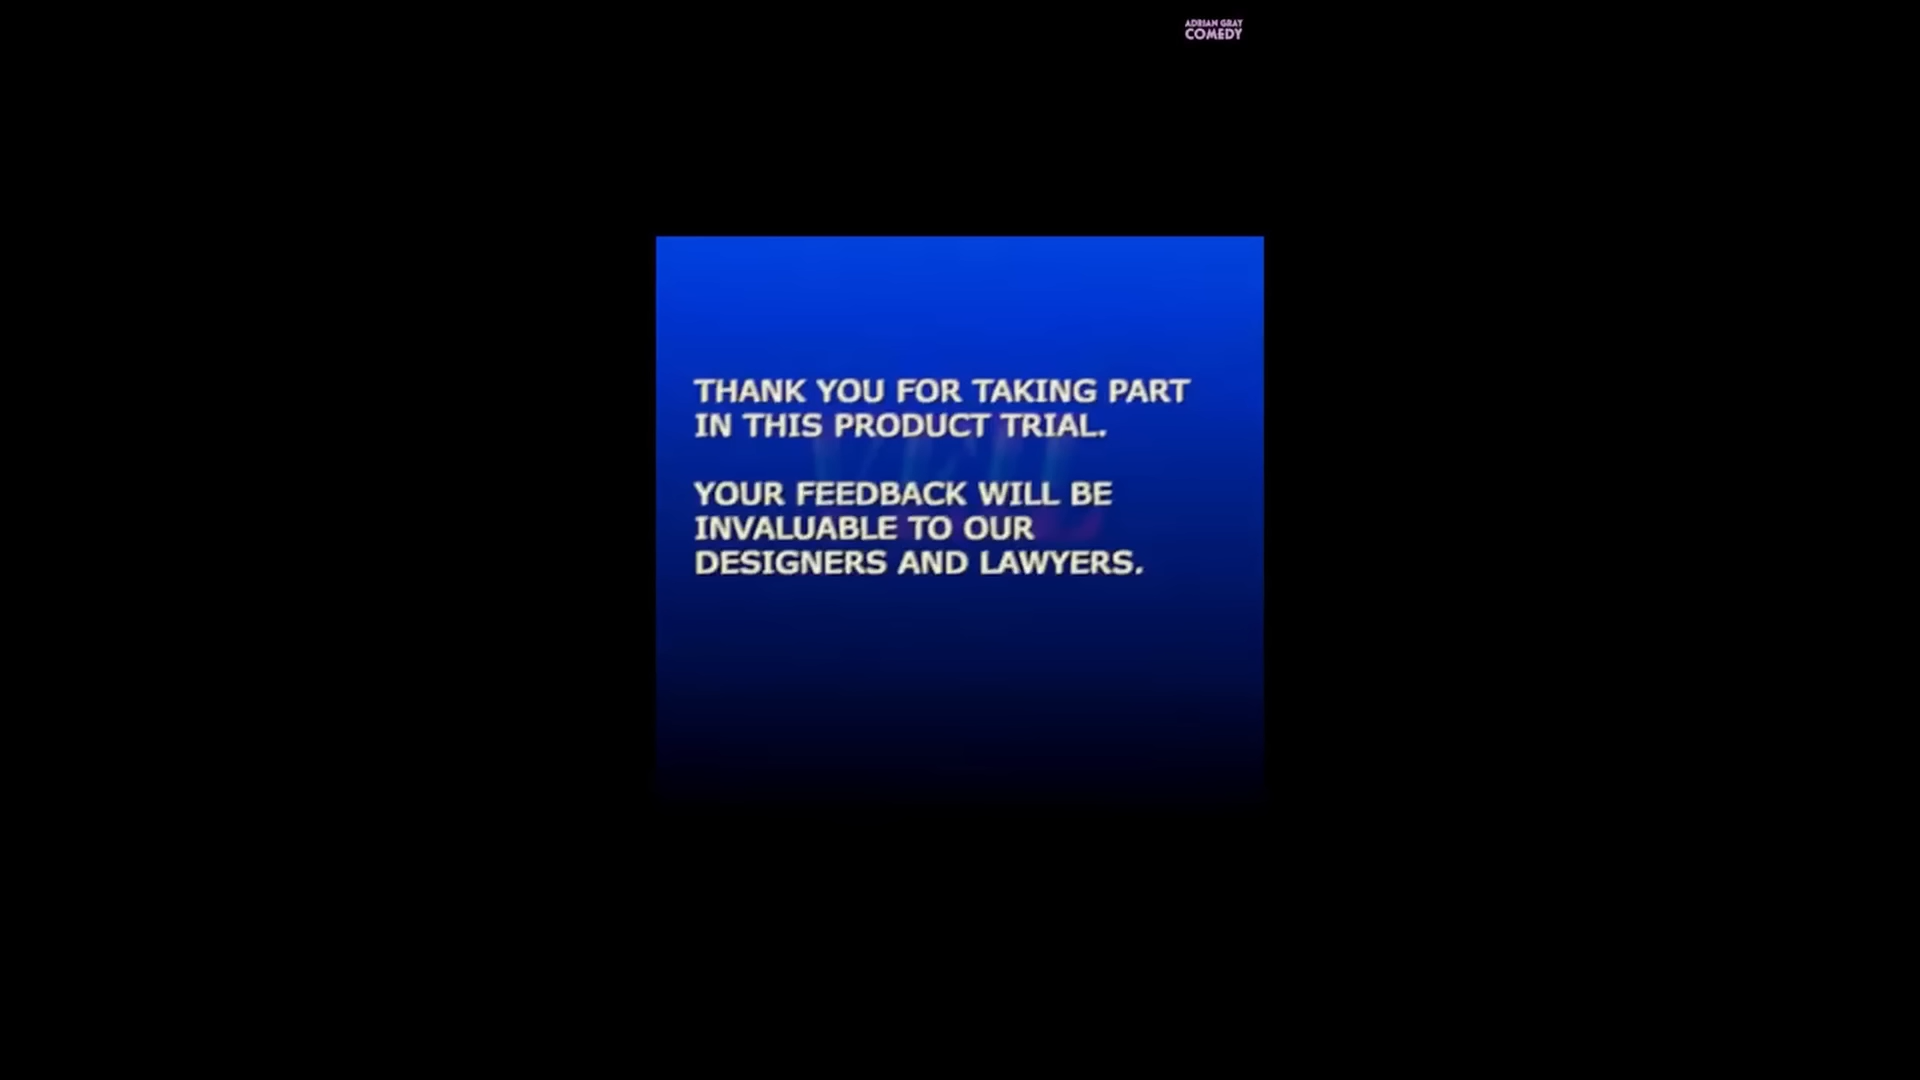 ADRIAN GRAY
COMEDY
THANK YOU FOR TAKING PART
IN THIS PRODUCT TRIAL.
YOUR FEEDBACK WILL BE
INVALUABLE TO OUR
DESIGNERS AND LAWYERS.